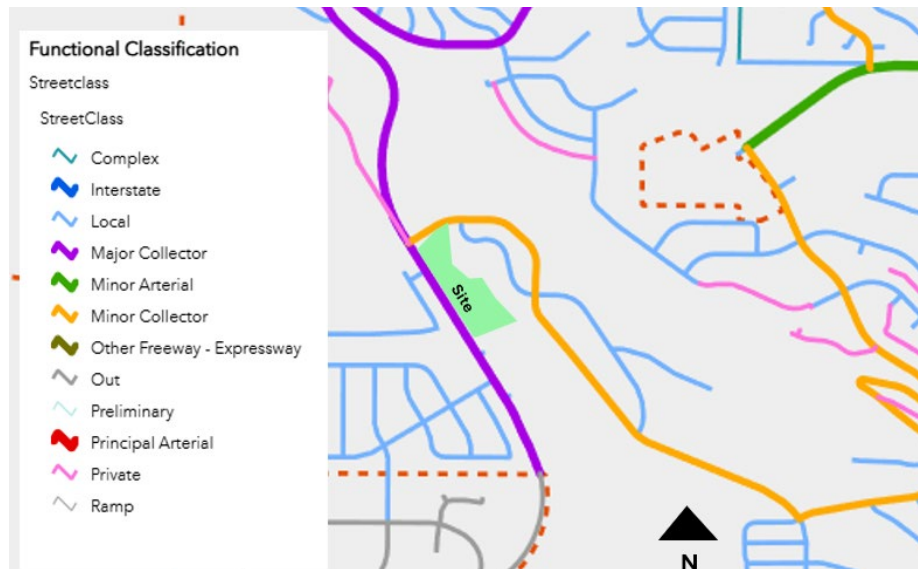 Functional Classification
Streetclass
StreetClass
Complex
Interstate
Local
Major Collector
Minor Arterial
Minor Collector
Other Freeway - Expressway
Out
Preliminary
Principal Arterial
Private
Ramp
Site
N